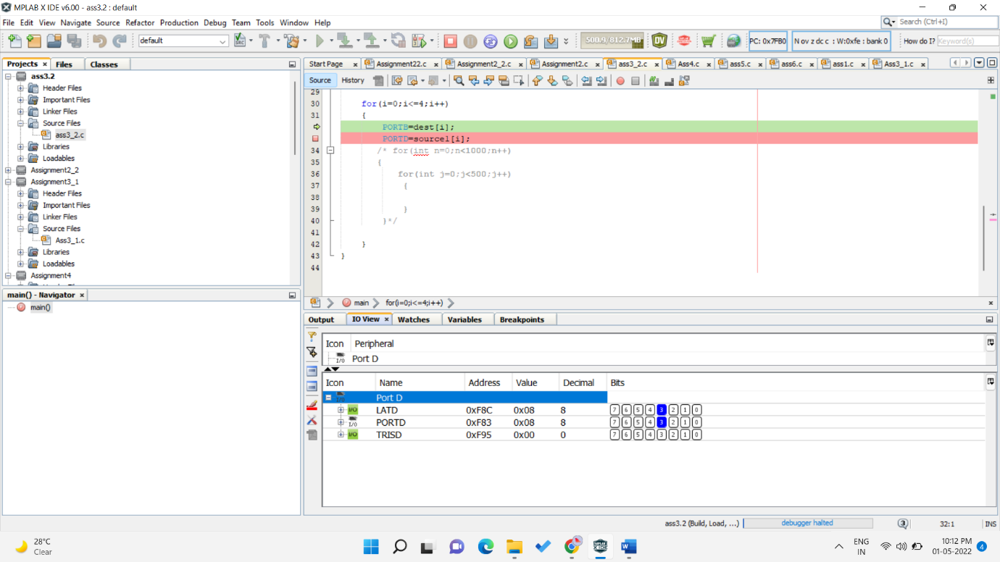 MPLAB X IDE v6.00 - ass3.2 : default
File Edit View Navigate Source Refactor Production Debug Team Tools Window Help
Search (Ctrl+I)
default
500.9/812.7MB
PC: 0x7FB0
N ov z dc c : W:0xfe : bank 0
How do I? Keyword(s)
Projects Files Classes
ass3.2
Header Files
Important Files
Linker Files
Source Files
ass3_2.c
Libraries
Loadables
Assignment2_2
Assignment3_1
Header Files
Important Files
Linker Files
Source Files
Ass3_1.c
Libraries
Loadables
Assignment4
main() - Navigator
main()
Start Page Assignment22.c Assignment2_2.c Assignment2.c ass3_2.c Ass4.c ass5.c ass6.c ass1.c Ass3_1.c
Source History
29
30 for(i=0;i<=4;i++)
31 {
PORTB=dest[i];
PORTD=source1[i];
34 /* for(int n=0;n<1000;n++)
35 {
36 for(int j=0;j<500;j++)
37 {
38
39 }
40 }*/
41
42 }
43 }
44
main for(i=0;i<=4;i++)
Output IO View Watches Variables Breakpoints
Icon Peripheral
I/O Port D
Icon Name Address Value Decimal Bits
Port D
I/O LATD 0xF8C 0x08 8 7 6 5 4 3 2 1 0
I/O PORTD 0xF83 0x08 8 7 6 5 4 3 2 1 0
I/O TRISD 0xF95 0x00 0 7 6 5 4 3 2 1 0
ass3.2 (Build, Load, ...) debugger halted 3 32:1 INS
28°C
Clear
ENG
IN
10:12 PM
01-05-2022
4